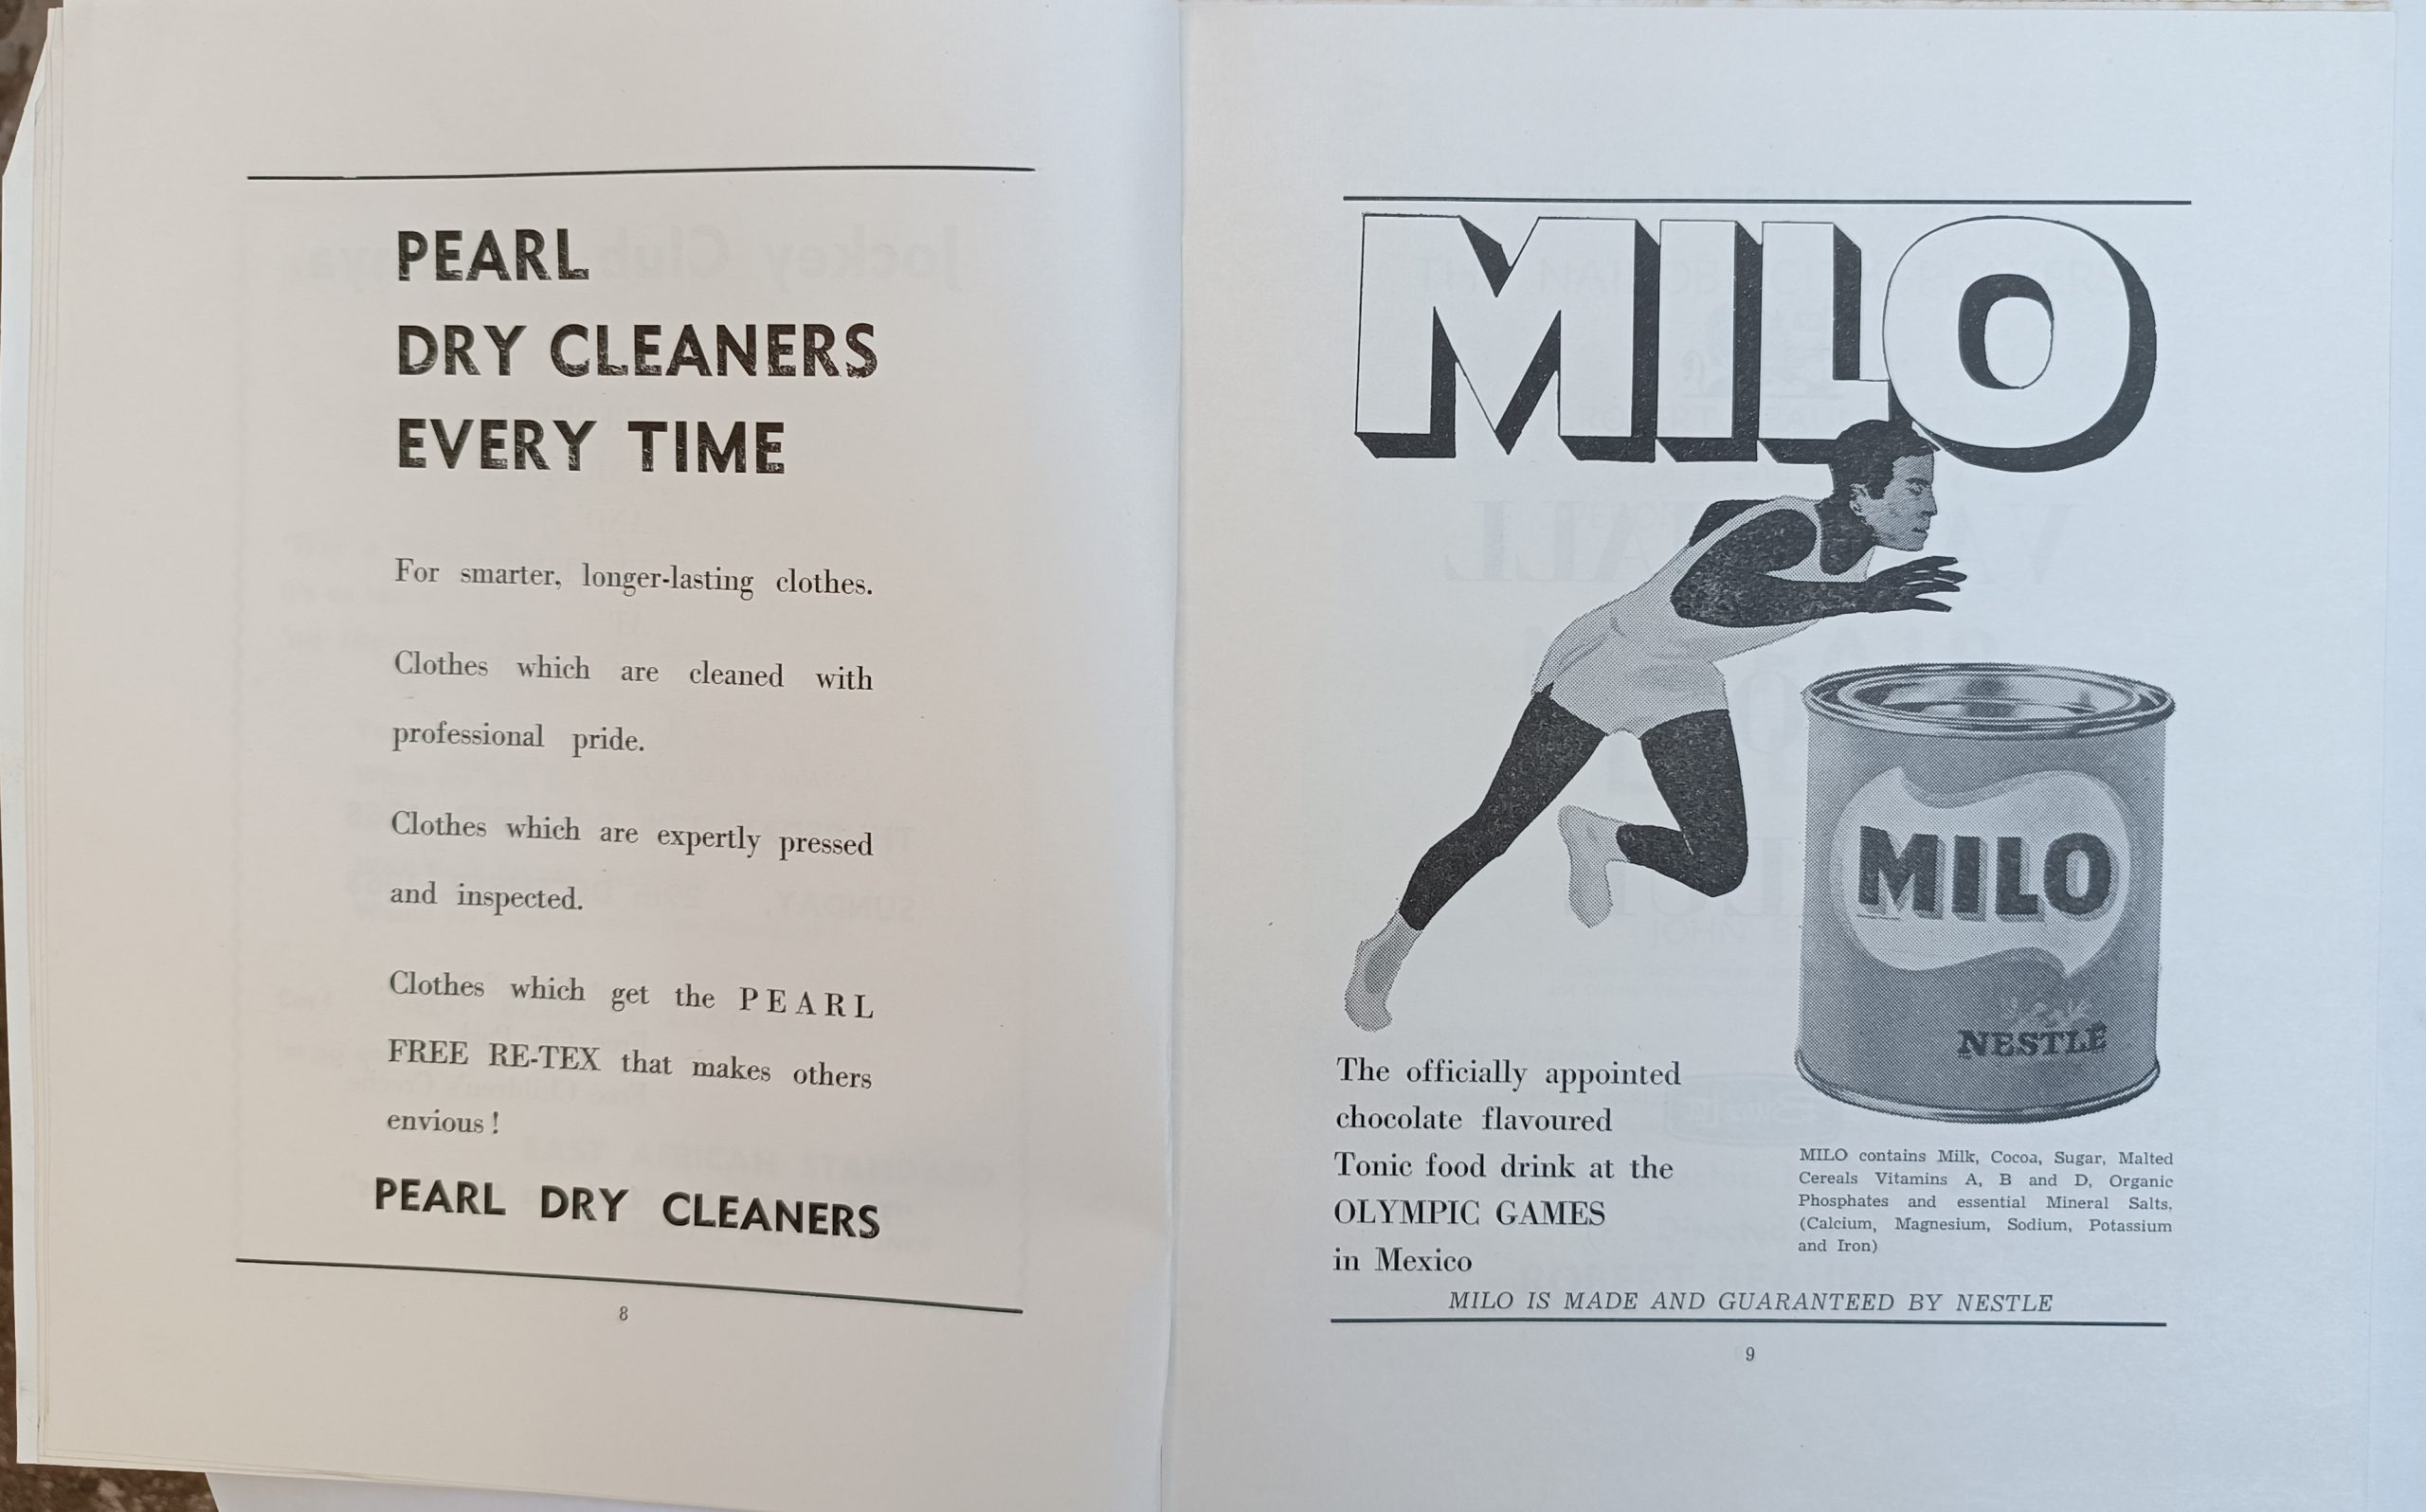 PEARL
DRY CLEANERS
EVERY TIME
For smarter, longer-lasting clothes.
Clothes which are cleaned with
professional pride.
Clothes which are expertly pressed
and inspected.
Clothes which get the PEARL
FREE RE-TEX that makes others
envious !
PEARL DRY CLEANERS
8
MILO
MILO
NESTLÉ
The officially appointed
chocolate flavoured
Tonic food drink at the
OLYMPIC GAMES
in Mexico
MILO contains Milk, Cocoa, Sugar, Malted
Cereals Vitamins A, B and D, Organic
Phosphates and essential Mineral Salts,
(Calcium, Magnesium, Sodium, Potassium
and Iron)
MILO IS MADE AND GUARANTEED BY NESTLE
9